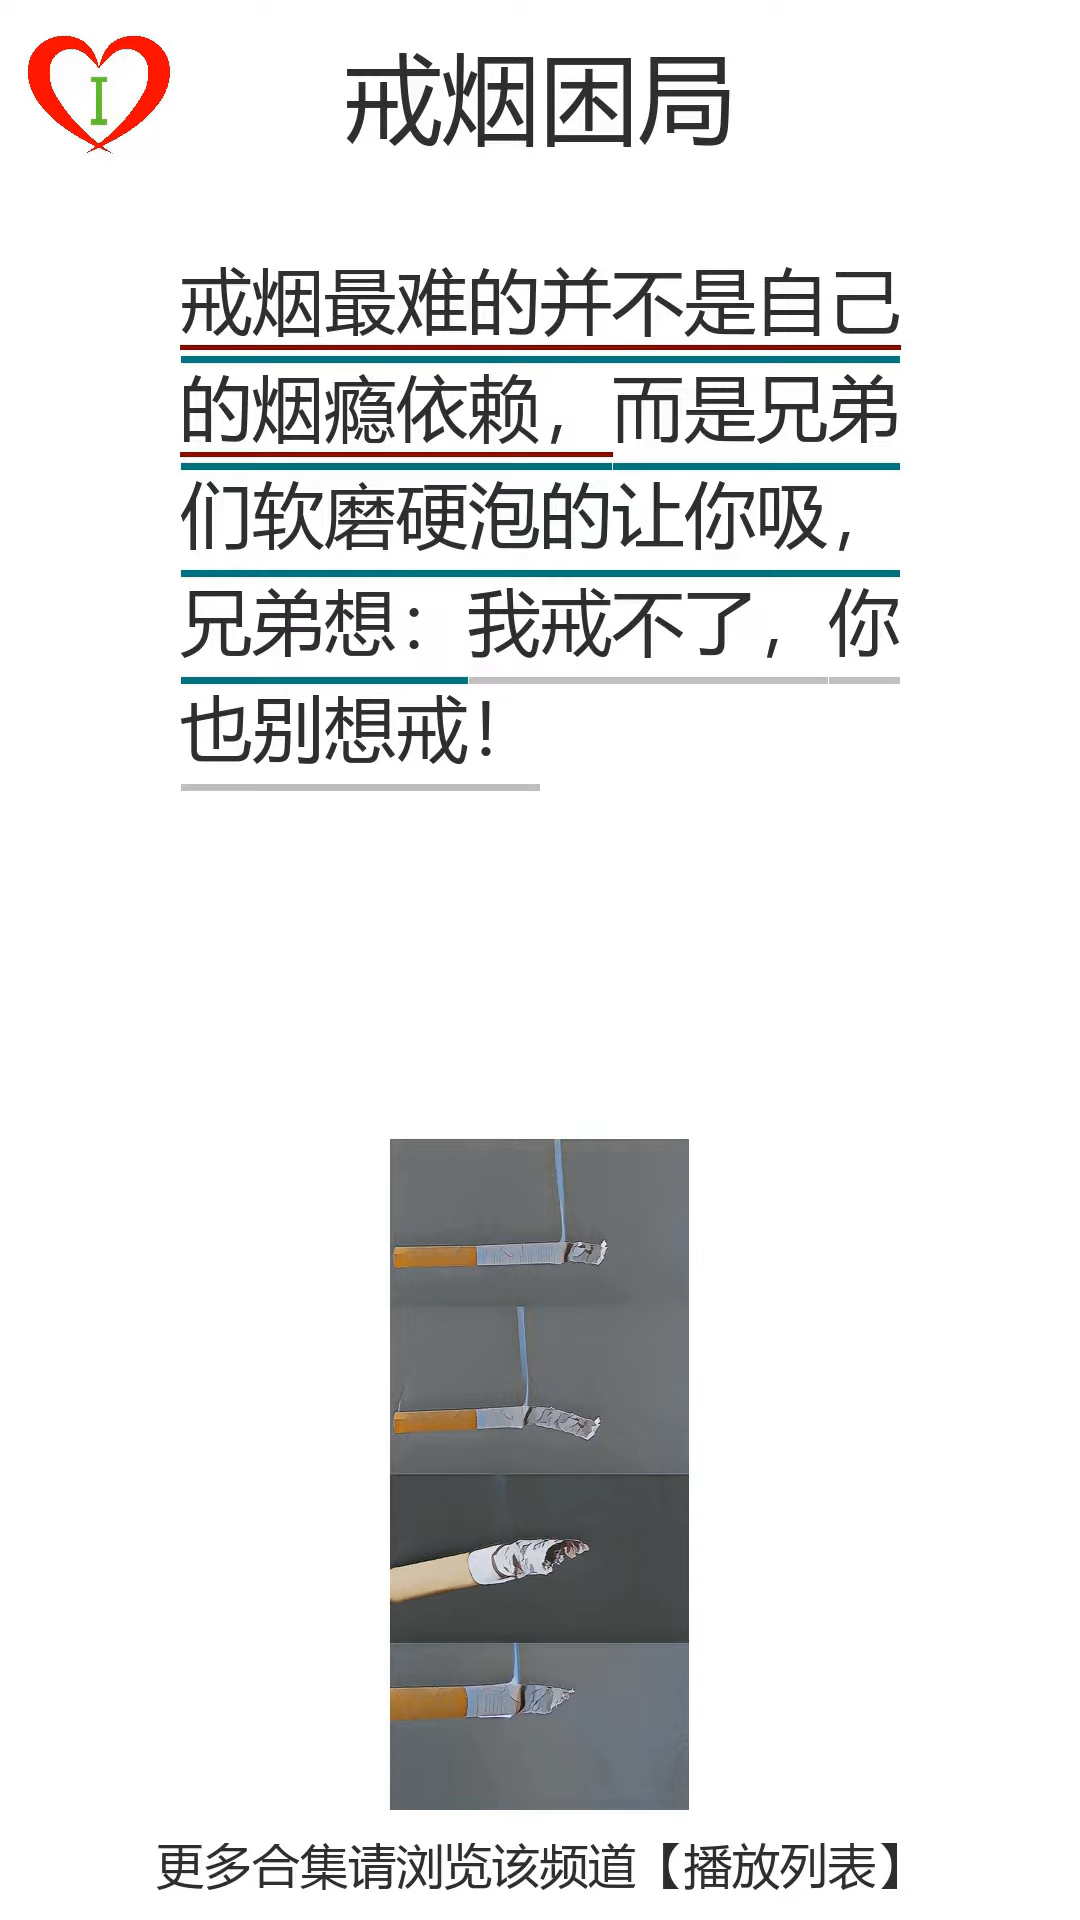 I
戒烟困局
戒烟最难的并不是自己
的烟瘾依赖，而是兄弟
们软磨硬泡的让你吸，
兄弟想：我戒不了，你
也别想戒！
更多合集请浏览该频道【播放列表】